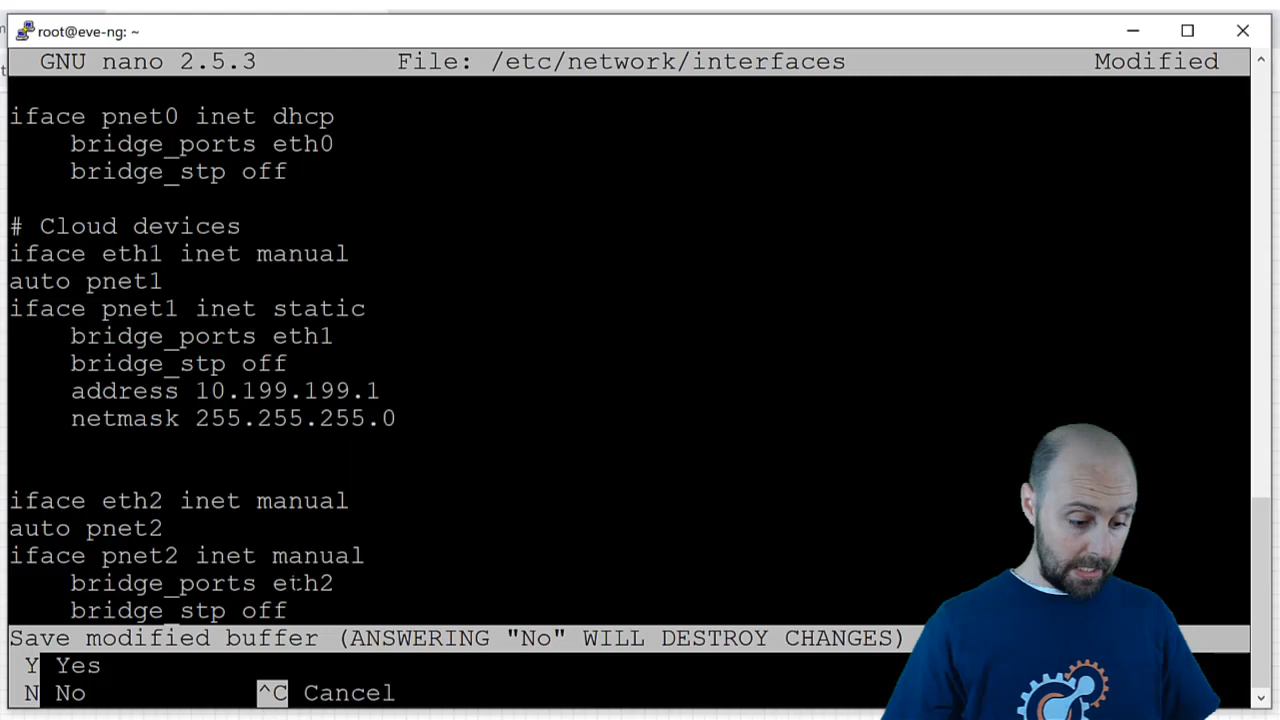 root@eve-ng: ~
GNU nano 2.5.3 File: /etc/network/interfaces Modified
iface pnet0 inet dhcp
bridge_ports eth0
bridge_stp off
# Cloud devices
iface eth1 inet manual
auto pnet1
iface pnet1 inet static
bridge_ports eth1
bridge_stp off
address 10.199.199.1
netmask 255.255.255.0
iface eth2 inet manual
auto pnet2
iface pnet2 inet manual
bridge_ports eth2
bridge_stp off
Save modified buffer (ANSWERING "No" WILL DESTROY CHANGES)
Y Yes
N No ^C Cancel